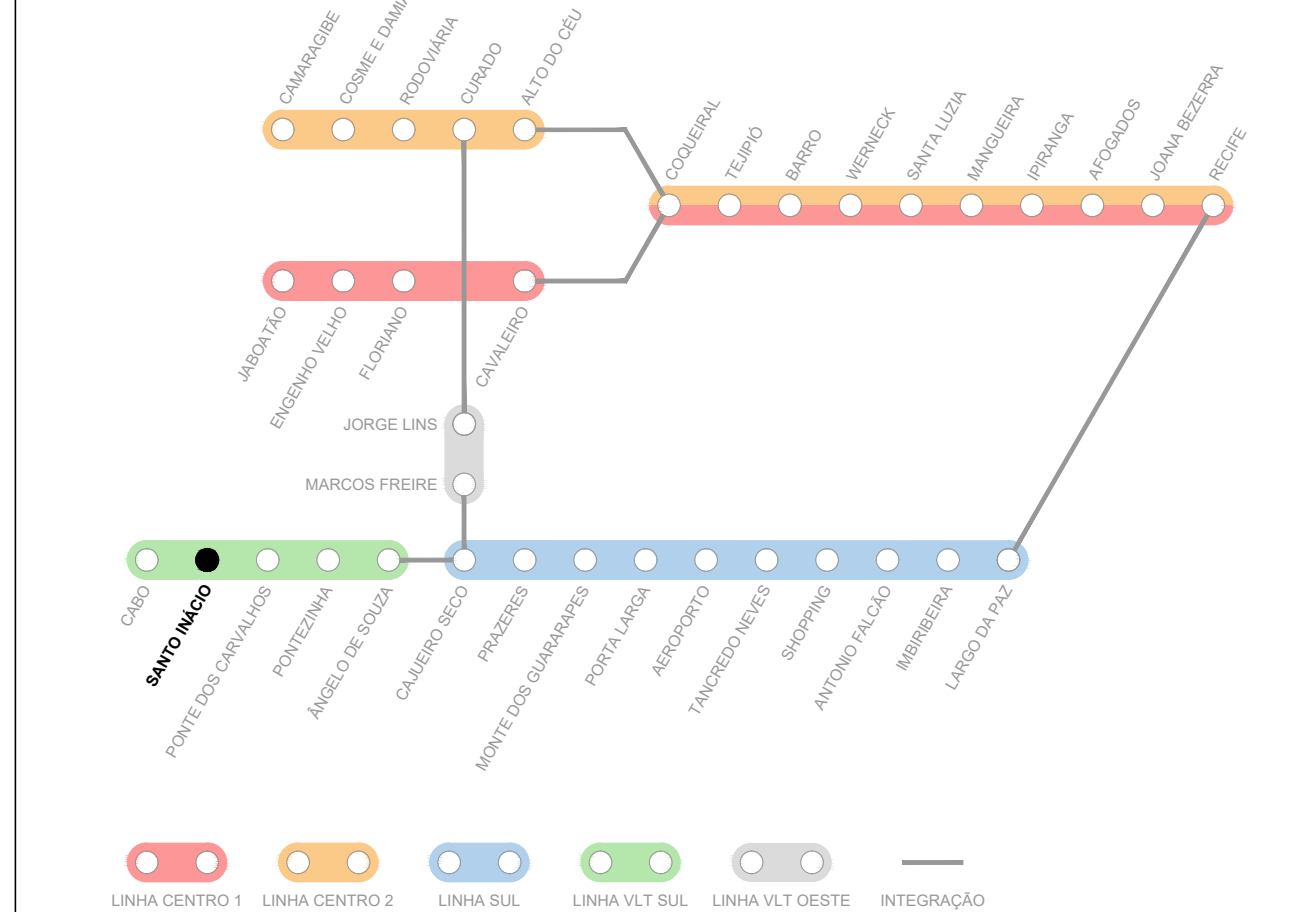 CAMARAGIBE
COSME E
RODOVIÁRIA
CURADO
ALTO DO CÉU
COQUEIRAL
TEJIPIÓ
BARRO
WERNECK
SANTA LUZIA
MANGUEIRA
IPIRANGA
AFOGADOS
JOANA BEZERRA
RECIFE
JABOATÃO
ENGENHO VELHO
FLORIANO
CAVALEIRO
JORGE LINS
MARCOS FREIRE
CABO
SANTO INÁCIO
PONTE DOS CARVALHOS
PONTEZINHA
ÂNGELO DE SOUZA
CAJUEIRO SECO
PRAZERES
MONTE DOS GUARARAPES
PORTA LARGA
AEROPORTO
TANCREDO NEVES
SHOPPING
ANTONIO FALCÃO
IMBIRIBEIRA
LARGO DA PAZ
LINHA CENTRO 1
LINHA CENTRO 2
LINHA SUL
LINHA VLT SUL
LINHA VLT OESTE
INTEGRAÇÃO